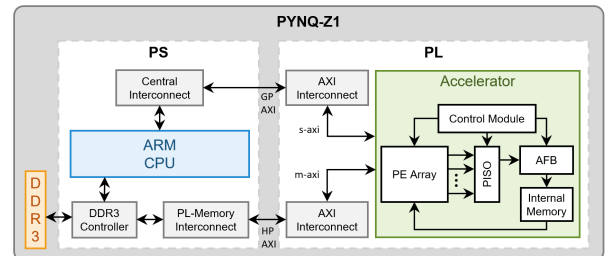 PYNQ-Z1
PS
PL
Central
Interconnect
GP
AXI
AXI
Interconnect
Accelerator
Control Module
ARM
CPU
s-axi
m-axi
PE Array
PISO
AFB
Internal
Memory
D
D
R
3
DDR3
Controller
PL-Memory
Interconnect
HP
AXI
AXI
Interconnect